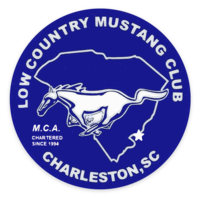 LOW COUNTRY MUSTANG CLUB
M.C.A.
CHARTERED
SINCE 1994
CHARLESTON, SC